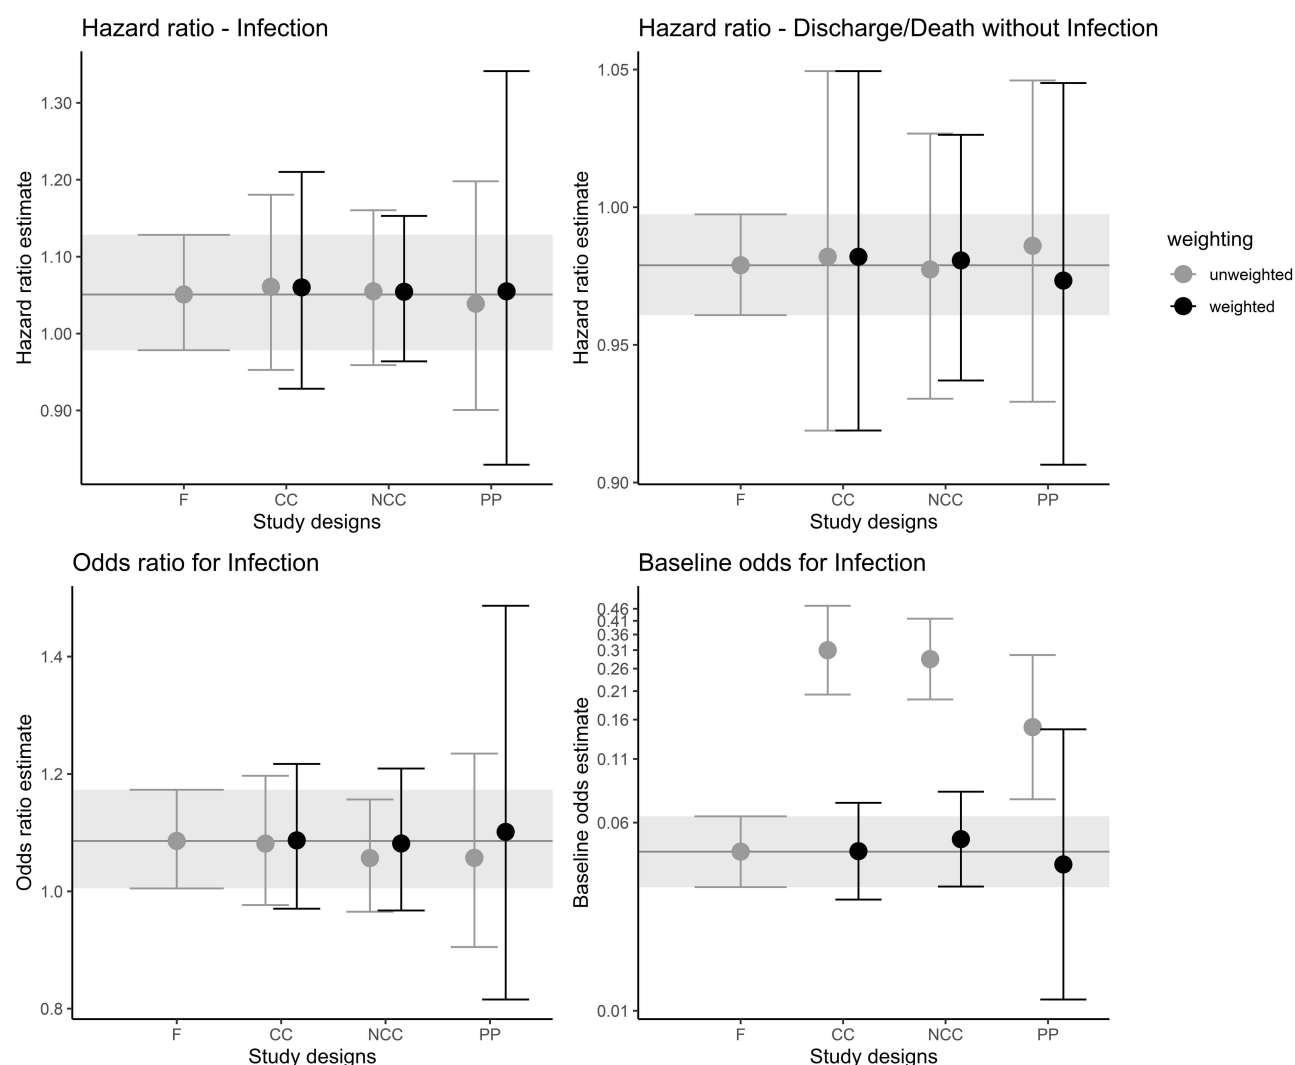 Hazard ratio - Infection
Hazard ratio estimate
1.30
1.20
1.10
1.00
0.90
F CC NCC PP
Study designs
Hazard ratio - Discharge/Death without Infection
Hazard ratio estimate
1.05
1.00
0.95
0.90
F CC NCC PP
Study designs
weighting
unweighted
weighted
Odds ratio for Infection
Odds ratio estimate
1.4
1.2
1.0
0.8
F CC NCC PP
Study designs
Baseline odds for Infection
Baseline odds estimate
0.46
0.41
0.36
0.31
0.26
0.21
0.16
0.11
0.06
0.01
F CC NCC PP
Study designs